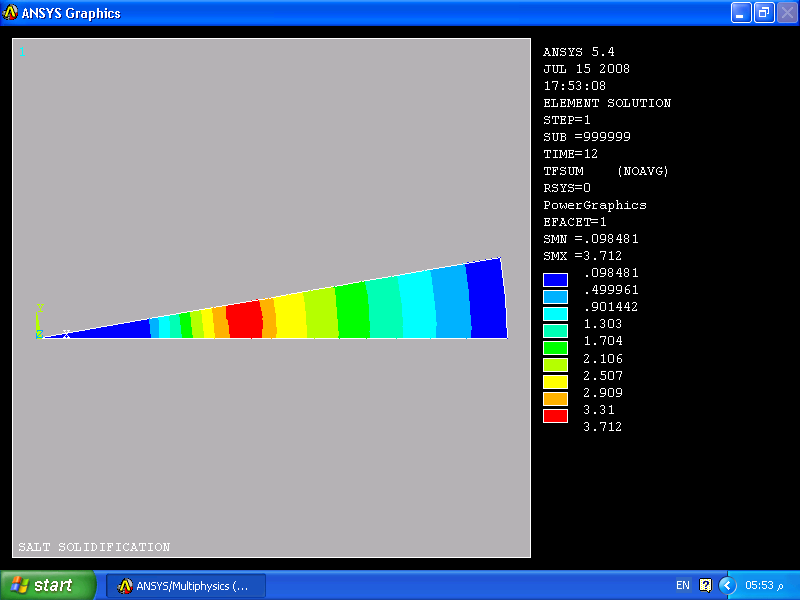 ANSYS Graphics
1
ANSYS 5.4
JUL 15 2008
17:53:08
ELEMENT SOLUTION
STEP=1
SUB =999999
TIME=12
TFSUM (NOAVG)
RSYS=0
PowerGraphics
EFACET=1
SMN =.098481
SMX =3.712
.098481
.499961
.901442
1.303
1.704
2.106
2.507
2.909
3.31
3.712
Y
Z X
SALT SOLIDIFICATION
start
ANSYS/Multiphysics (...
EN
?
05:53 م